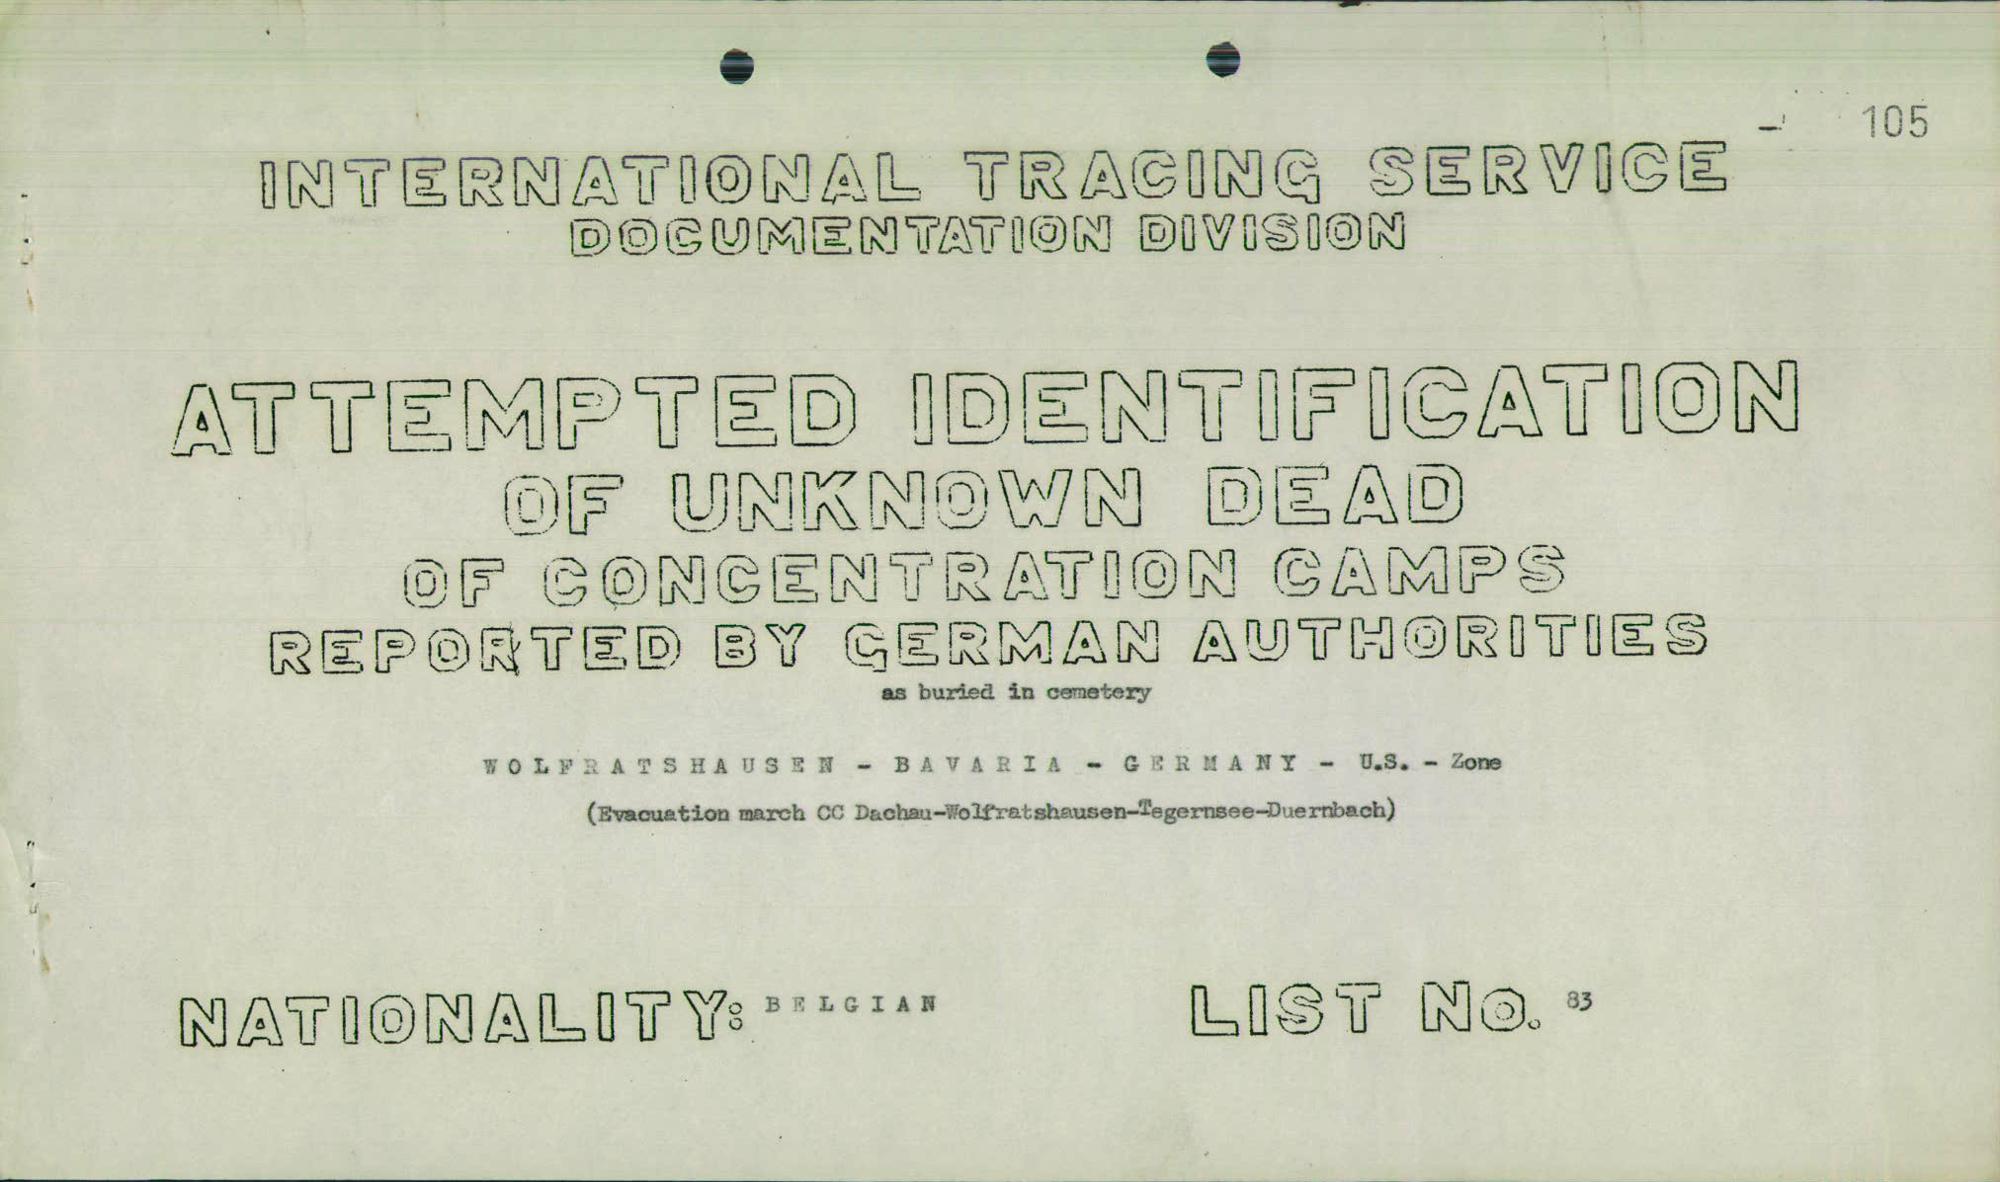 105
INTERNATIONAL TRACING SERVICE
DOCUMENTATION DIVISION
ATTEMPTED IDENTIFICATION
OF UNKNOWN DEAD
OF CONCENTRATION CAMPS
REPORTED BY GERMAN AUTHORITIES
as buried in cemetery
WOLFRATSHAUSEN - BAVARIA - GERMANY - U.S. - Zone
(Evacuation march CC Dachau-Wolfratshausen-Tegernsee-Duernbach)
NATIONALITY: BELGIAN LIST No. 83